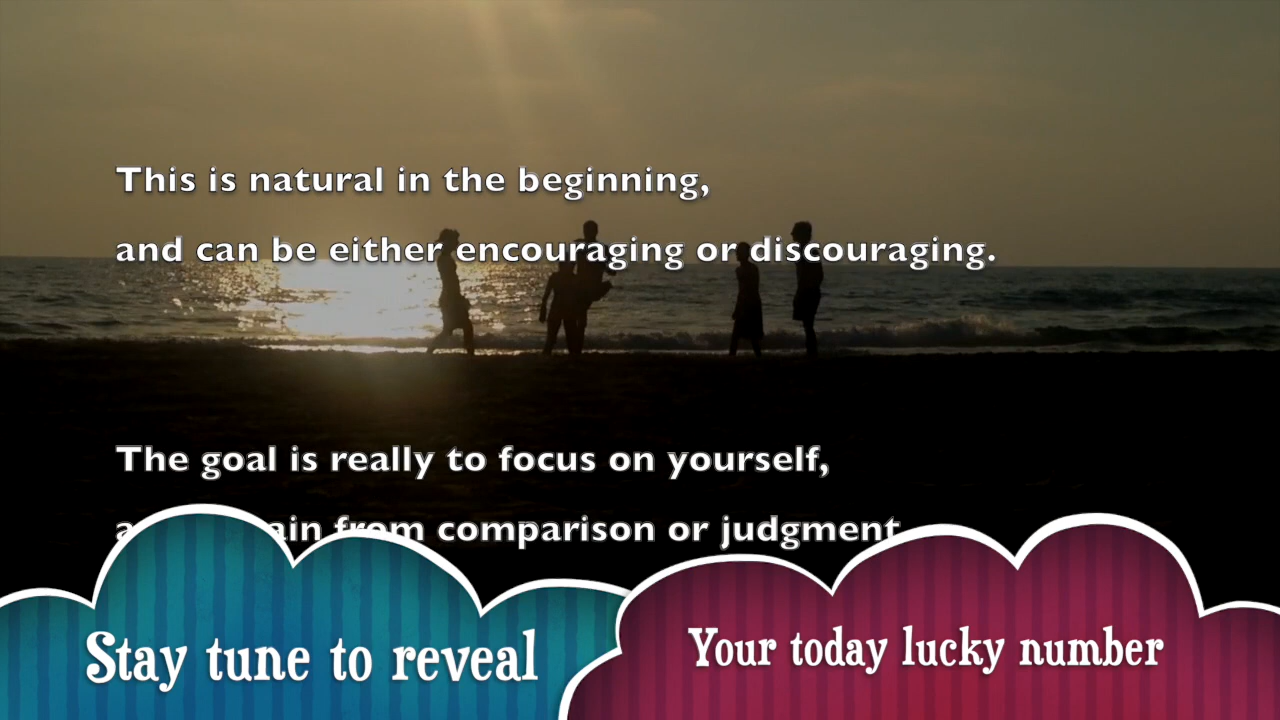 This is natural in the beginning,
and can be either encouraging or discouraging.
The goal is really to focus on yourself,
from comparison or judgment
Stay tune to reveal
Your today lucky number